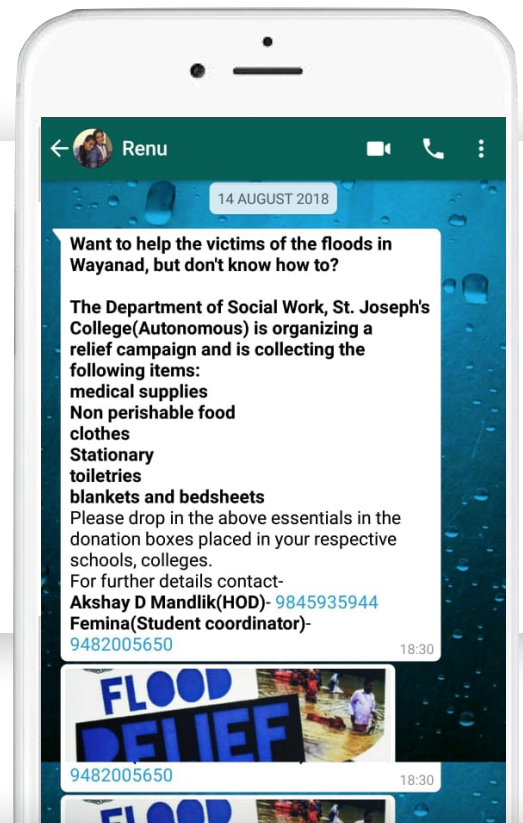 Renu
14 AUGUST 2018
Want to help the victims of the floods in
Wayanad, but don't know how to?
The Department of Social Work, St. Joseph's
College(Autonomous) is organizing a
relief campaign and is collecting the
following items:
medical supplies
Non perishable food
clothes
Stationary
toiletries
blankets and bedsheets
Please drop in the above essentials in the
donation boxes placed in your respective
schools, colleges.
For further details contact-
Akshay D Mandlik(HOD)- 9845935944
Femina(Student coordinator)-
9482005650
18:30
FLOOD
RELIEF
9482005650
18:30
FLOOD